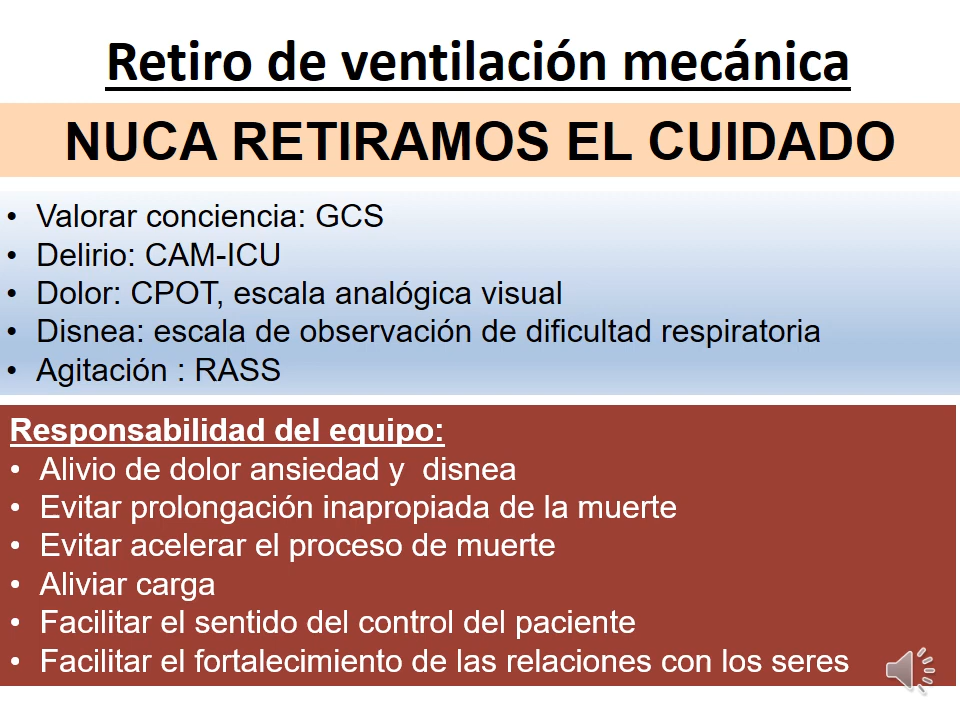 Retiro de ventilación mecánica
NUCA RETIRAMOS EL CUIDADO
• Valorar conciencia: GCS
• Delirio: CAM-ICU
• Dolor: CPOT, escala analógica visual
• Disnea: escala de observación de dificultad respiratoria
• Agitación : RASS
Responsabilidad del equipo:
• Alivio de dolor ansiedad y  disnea
• Evitar prolongación inapropiada de la muerte
• Evitar acelerar el proceso de muerte
• Aliviar carga
• Facilitar el sentido del control del paciente
• Facilitar el fortalecimiento de las relaciones con los seres